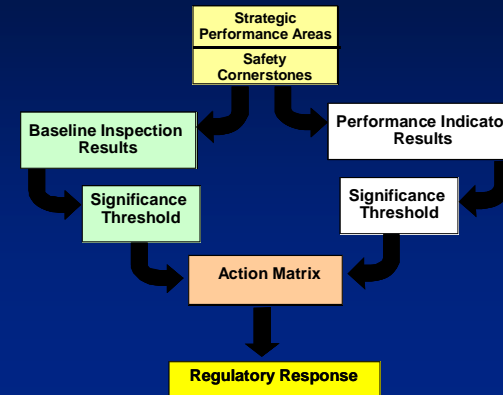 Strategic
Performance Areas
Safety
Cornerstones
Baseline Inspection
Results
Performance Indicato
Results
Significance
Threshold
Significance
Threshold
Action Matrix
Regulatory Response